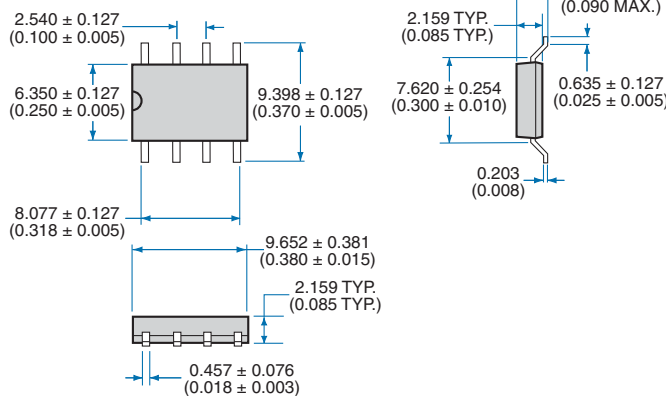 2.540 ± 0.127
(0.100 ± 0.005)
6.350 ± 0.127
(0.250 ± 0.005)
9.398 ± 0.127
(0.370 ± 0.005)
8.077 ± 0.127
(0.318 ± 0.005)
9.652 ± 0.381
(0.380 ± 0.015)
2.159 TYP.
(0.085 TYP.)
0.457 ± 0.076
(0.018 ± 0.003)
(0.090 MAX.)
2.159 TYP.
(0.085 TYP.)
7.620 ± 0.254
(0.300 ± 0.010)
0.635 ± 0.127
(0.025 ± 0.005)
0.203
(0.008)